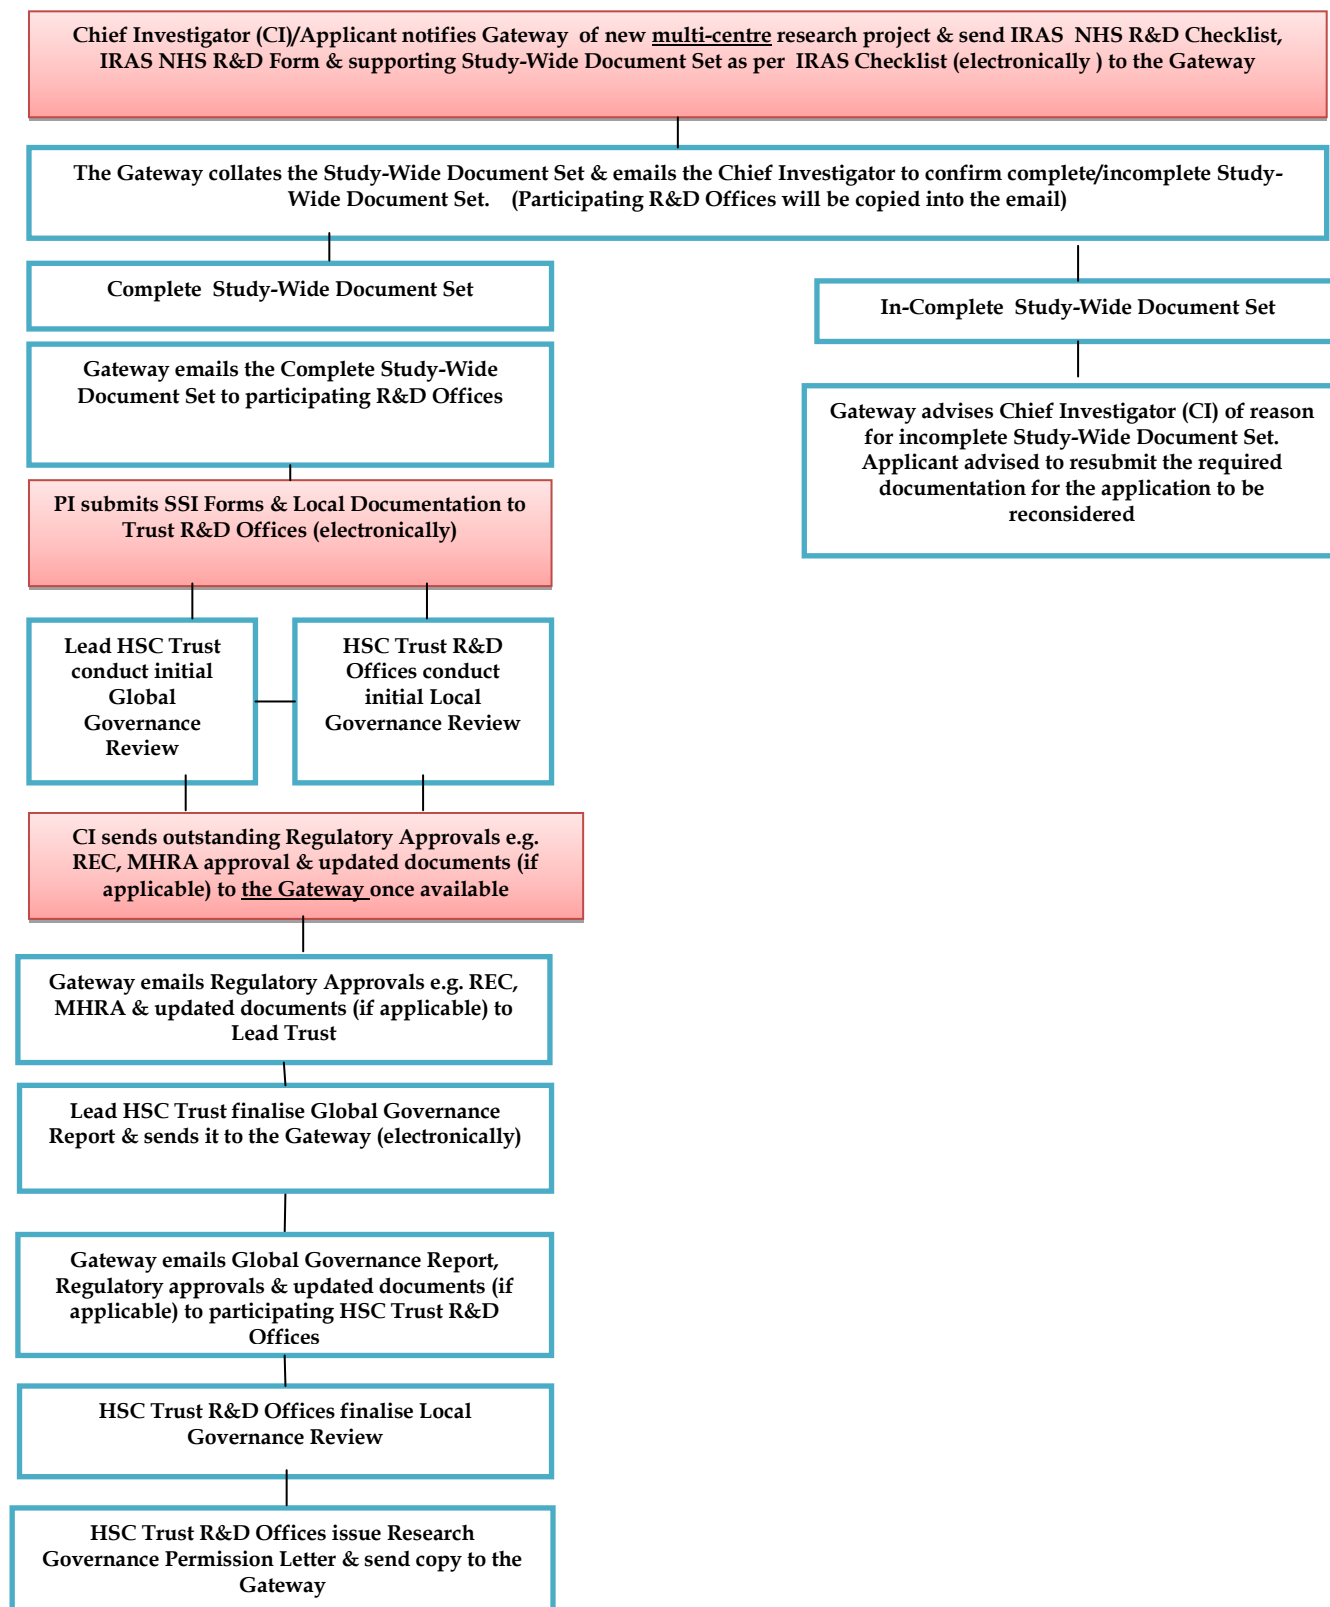 Chief Investigator (CI)/Applicant notifies Gateway of new multi-centre research project & send IRAS NHS R&D Checklist,
IRAS NHS R&D Form & supporting Study-Wide Document Set as per IRAS Checklist (electronically ) to the Gateway
The Gateway collates the Study-Wide Document Set & emails the Chief Investigator to confirm complete/incomplete Study-
Wide Document Set. (Participating R&D Offices will be copied into the email)
Complete Study-Wide Document Set
In-Complete Study-Wide Document Set
Gateway emails the Complete Study-Wide
Document Set to participating R&D Offices
Gateway advises Chief Investigator (CI) of reason
for incomplete Study-Wide Document Set.
Applicant advised to resubmit the required
documentation for the application to be
reconsidered
PI submits SSI Forms & Local Documentation to
Trust R&D Offices (electronically)
Lead HSC Trust
conduct initial
Global
Governance
Review
HSC Trust R&D
Offices conduct
initial Local
Governance Review
CI sends outstanding Regulatory Approvals e.g.
REC, MHRA approval & updated documents (if
applicable) to the Gateway once available
Gateway emails Regulatory Approvals e.g. REC,
MHRA & updated documents (if applicable) to
Lead Trust
Lead HSC Trust finalise Global Governance
Report & sends it to the Gateway (electronically)
Gateway emails Global Governance Report,
Regulatory approvals & updated documents (if
applicable) to participating HSC Trust R&D
Offices
HSC Trust R&D Offices finalise Local
Governance Review
HSC Trust R&D Offices issue Research
Governance Permission Letter & send copy to the
Gateway